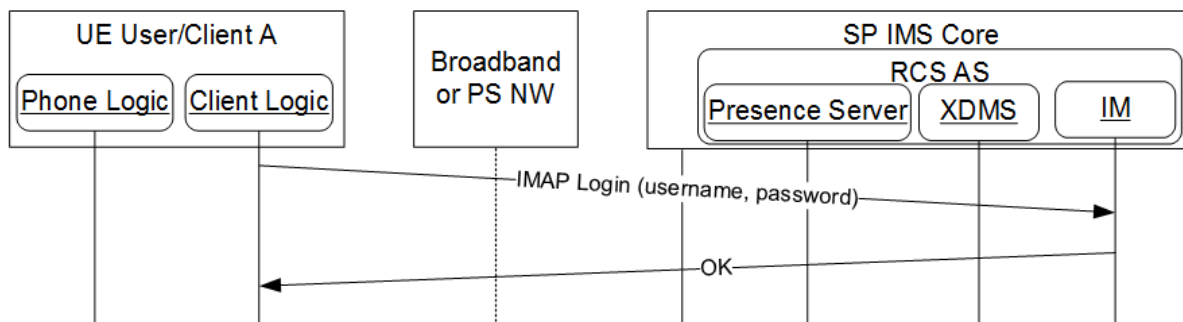 UE User/Client A
Phone Logic
Client Logic
Broadband
or PS NW
SP IMS Core
RCS AS
Presence Server
XDMS
IM
IMAP Login (username, password)
OK